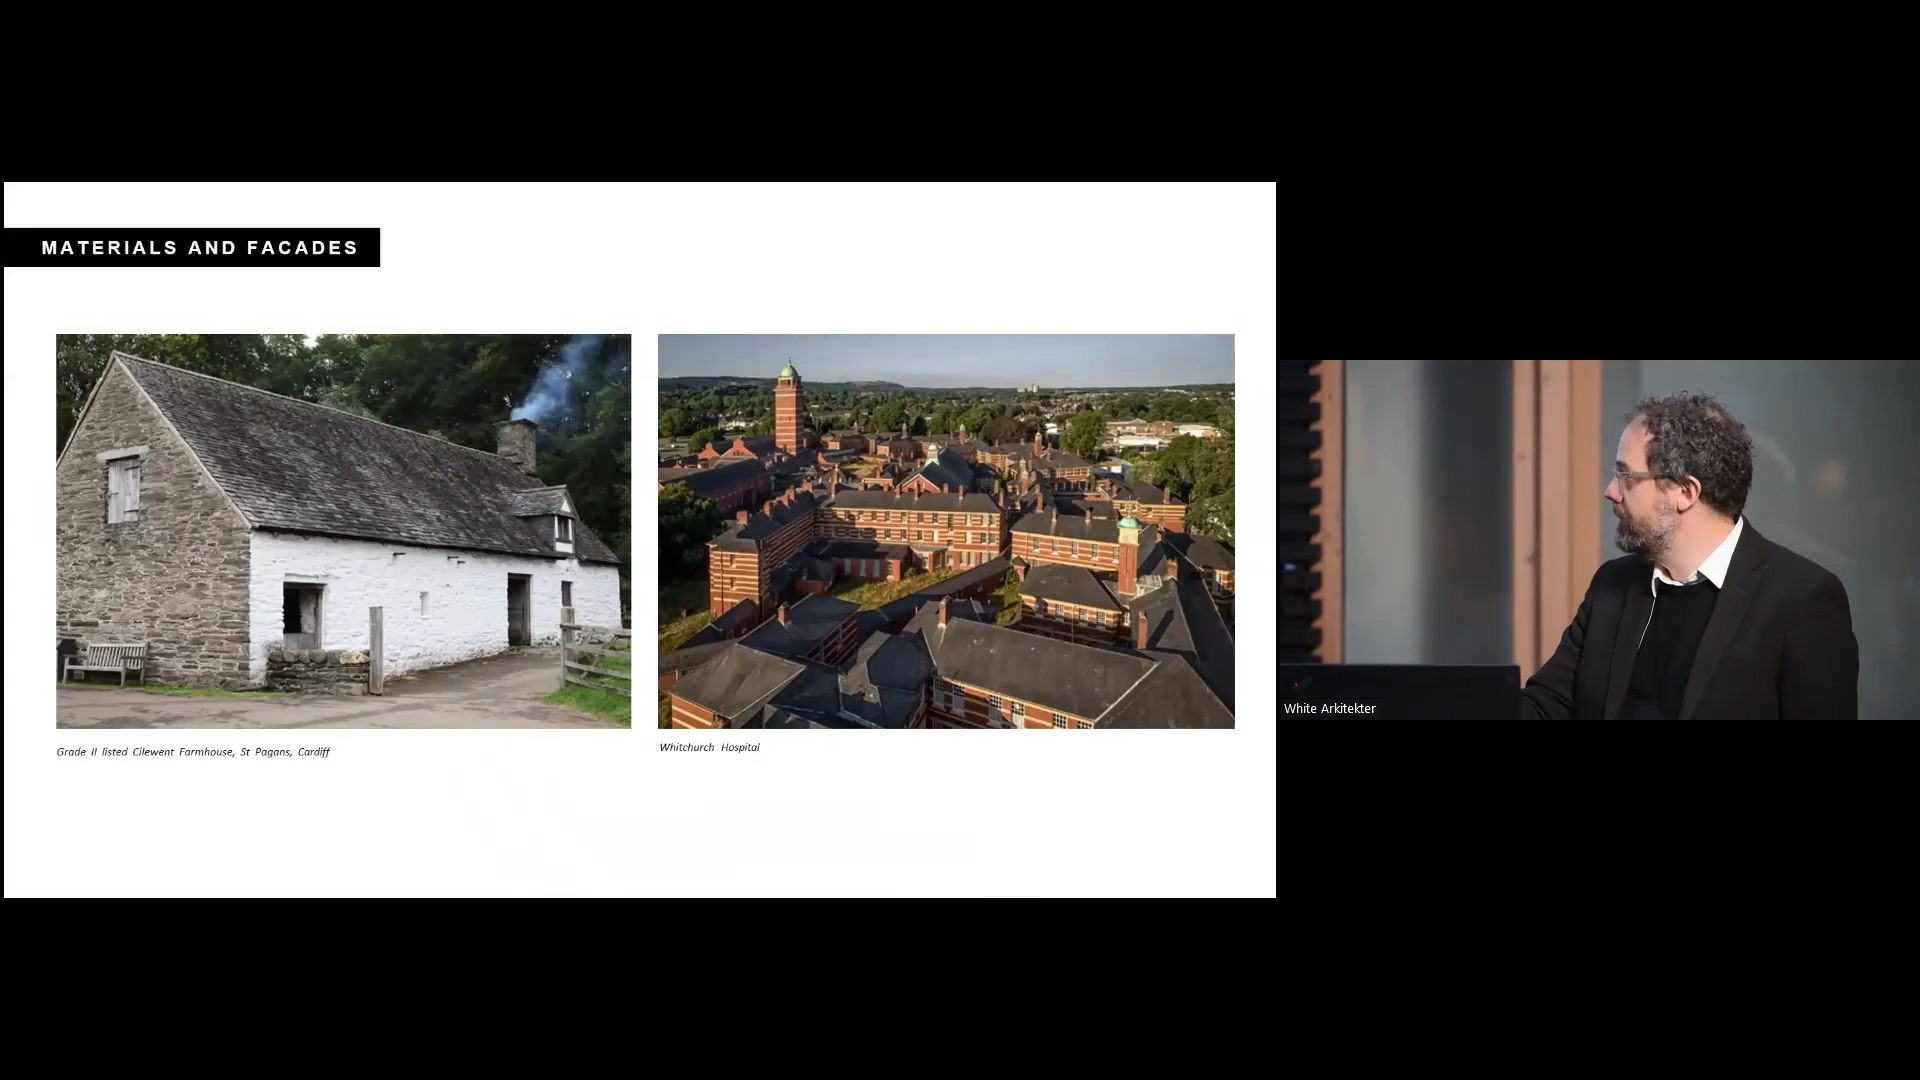 MATERIALS AND FACADES
Grade II listed Cilewent Farmhouse, St Pagans, Cardiff
Whitchurch Hospital
White Arkitekter